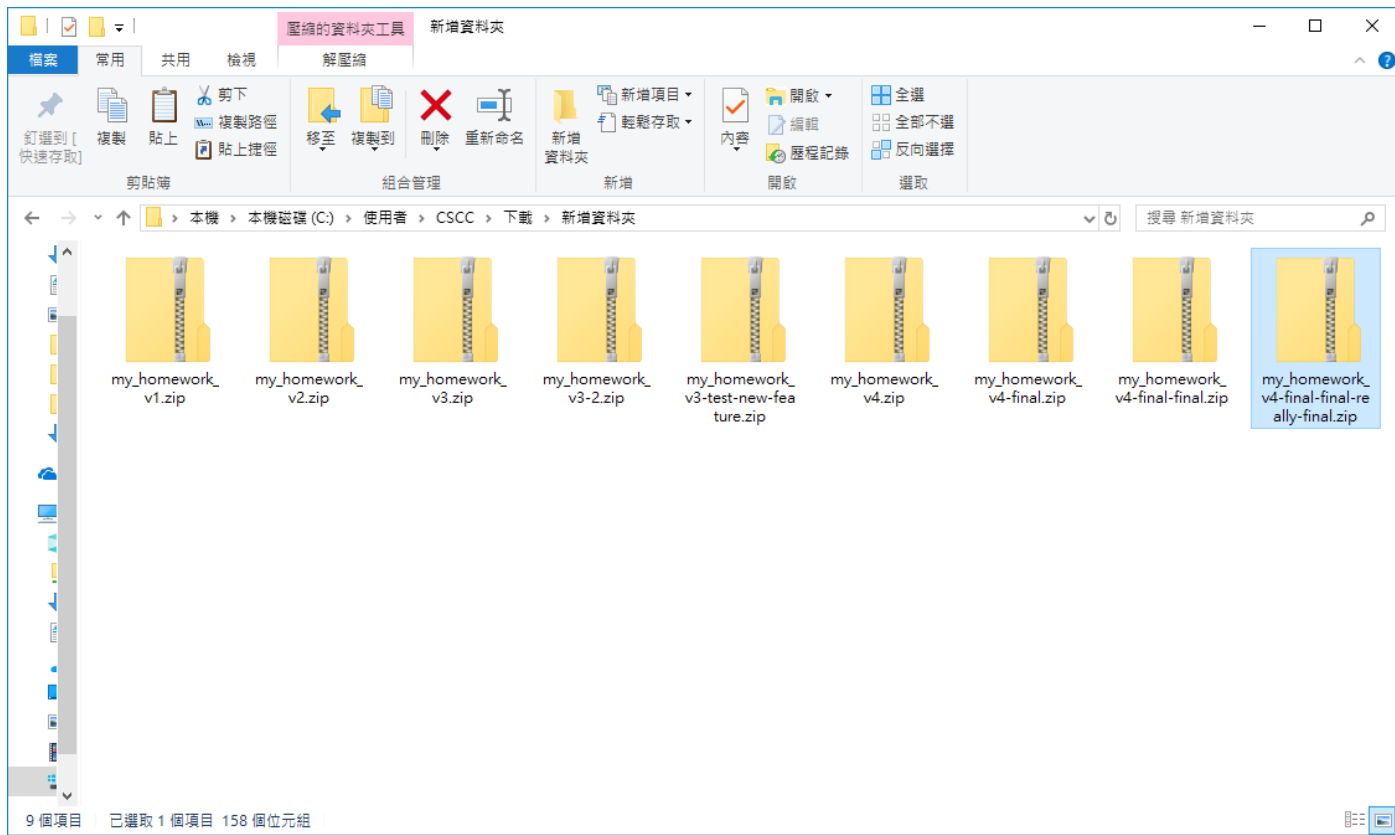 壓縮的資料夾工具
新增資料夾
檔案
常用
共用
檢視
解壓縮
釘選到 [
快速存取]
複製
貼上
剪下
複製路徑
貼上捷徑
剪貼簿
移至
複製到
刪除
重新命名
組合管理
新增
資料夾
新增項目
輕鬆存取
新增
內容
開啟
編輯
歷程記錄
開啟
全選
全部不選
反向選擇
選取
本機 › 本機磁碟 (C:) › 使用者 › CSCC › 下載 › 新增資料夾
搜尋 新增資料夾
my_homework_
v1.zip
my_homework_
v2.zip
my_homework_
v3.zip
my_homework_
v3-2.zip
my_homework_
v3-test-new-fea
ture.zip
my_homework_
v4.zip
my_homework_
v4-final.zip
my_homework_
v4-final-final.zip
my_homework_
v4-final-final-re
ally-final.zip
9 個項目
已選取 1 個項目 158 個位元組